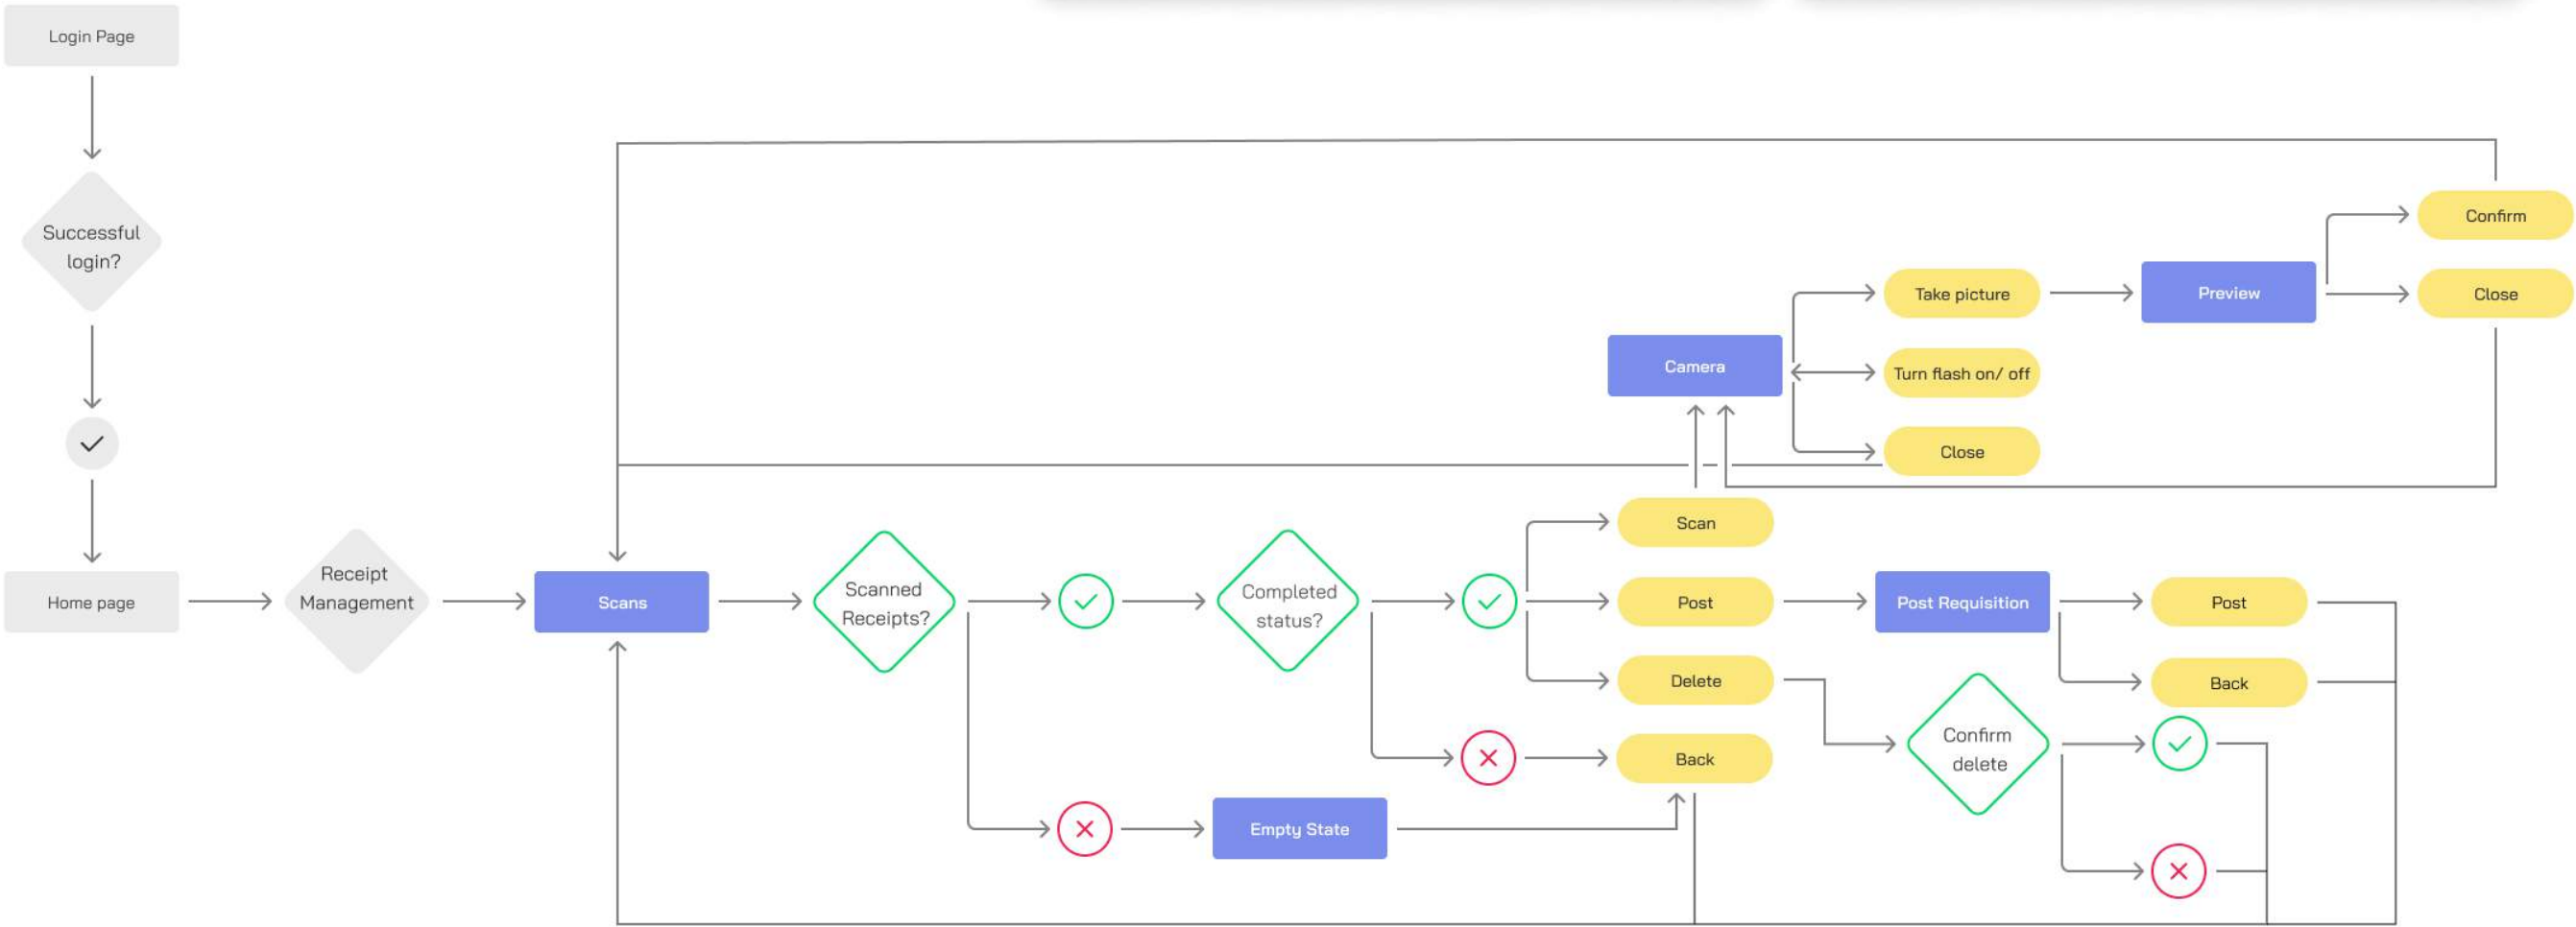 Login Page
Successful
login?
Home page
Receipt
Management
Scans
Scanned
Receipts?
Completed
status?
Empty State
Scan
Post
Delete
Back
Camera
Take picture
Turn flash on/ off
Close
Preview
Confirm
Close
Post Requisition
Post
Back
Confirm
delete